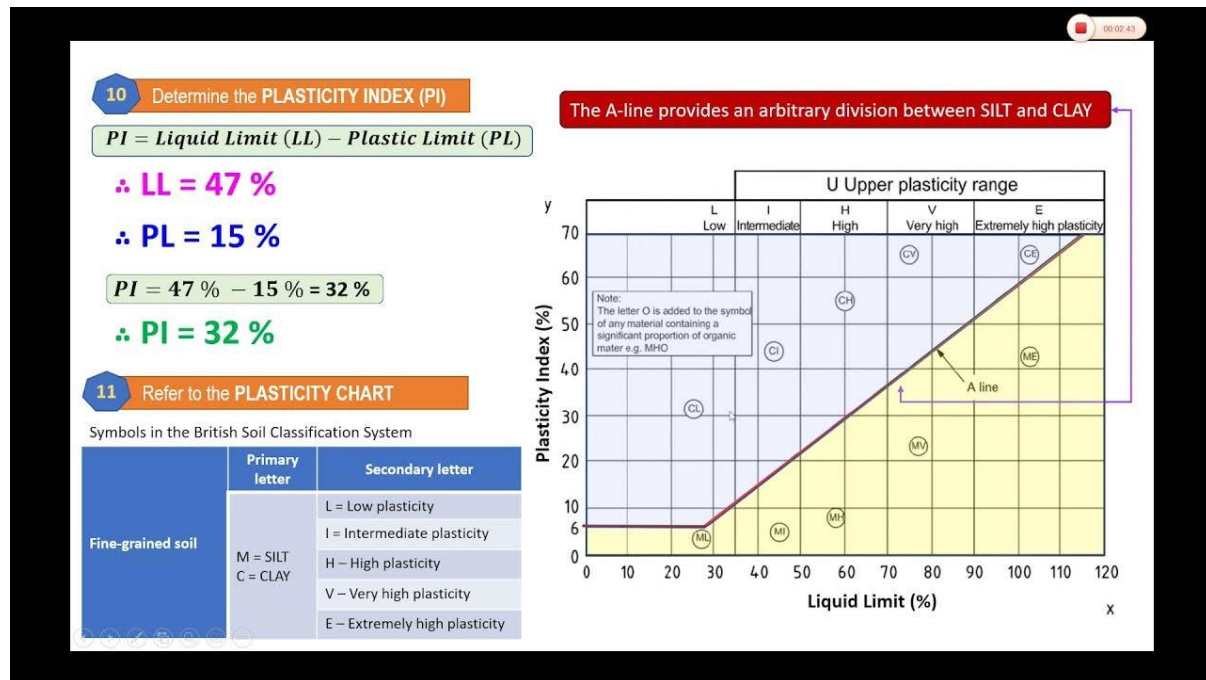 00:02:43
10 Determine the PLASTICITY INDEX (PI)
PI = Liquid Limit (LL) − Plastic Limit (PL)
∴ LL = 47 %
∴ PL = 15 %
PI = 47 % − 15 % = 32 %
∴ PI = 32 %
11 Refer to the PLASTICITY CHART
Symbols in the British Soil Classification System
Primary letter
Secondary letter
Fine-grained soil
M = SILT
C = CLAY
L = Low plasticity
I = Intermediate plasticity
H – High plasticity
V – Very high plasticity
E – Extremely high plasticity
The A-line provides an arbitrary division between SILT and CLAY
U Upper plasticity range
L I H V E
Low Intermediate High Very high Extremely high plasticity
y
70
60
50
40
30
20
10
6
0
Plasticity Index (%)
Note:
The letter O is added to the symbol
of any material containing a
significant proportion of organic
mater e.g. MHO
CV
CE
CH
CI
ME
A line
CL
MV
MH
MI
ML
0 10 20 30 40 50 60 70 80 90 100 110 120
Liquid Limit (%)
x